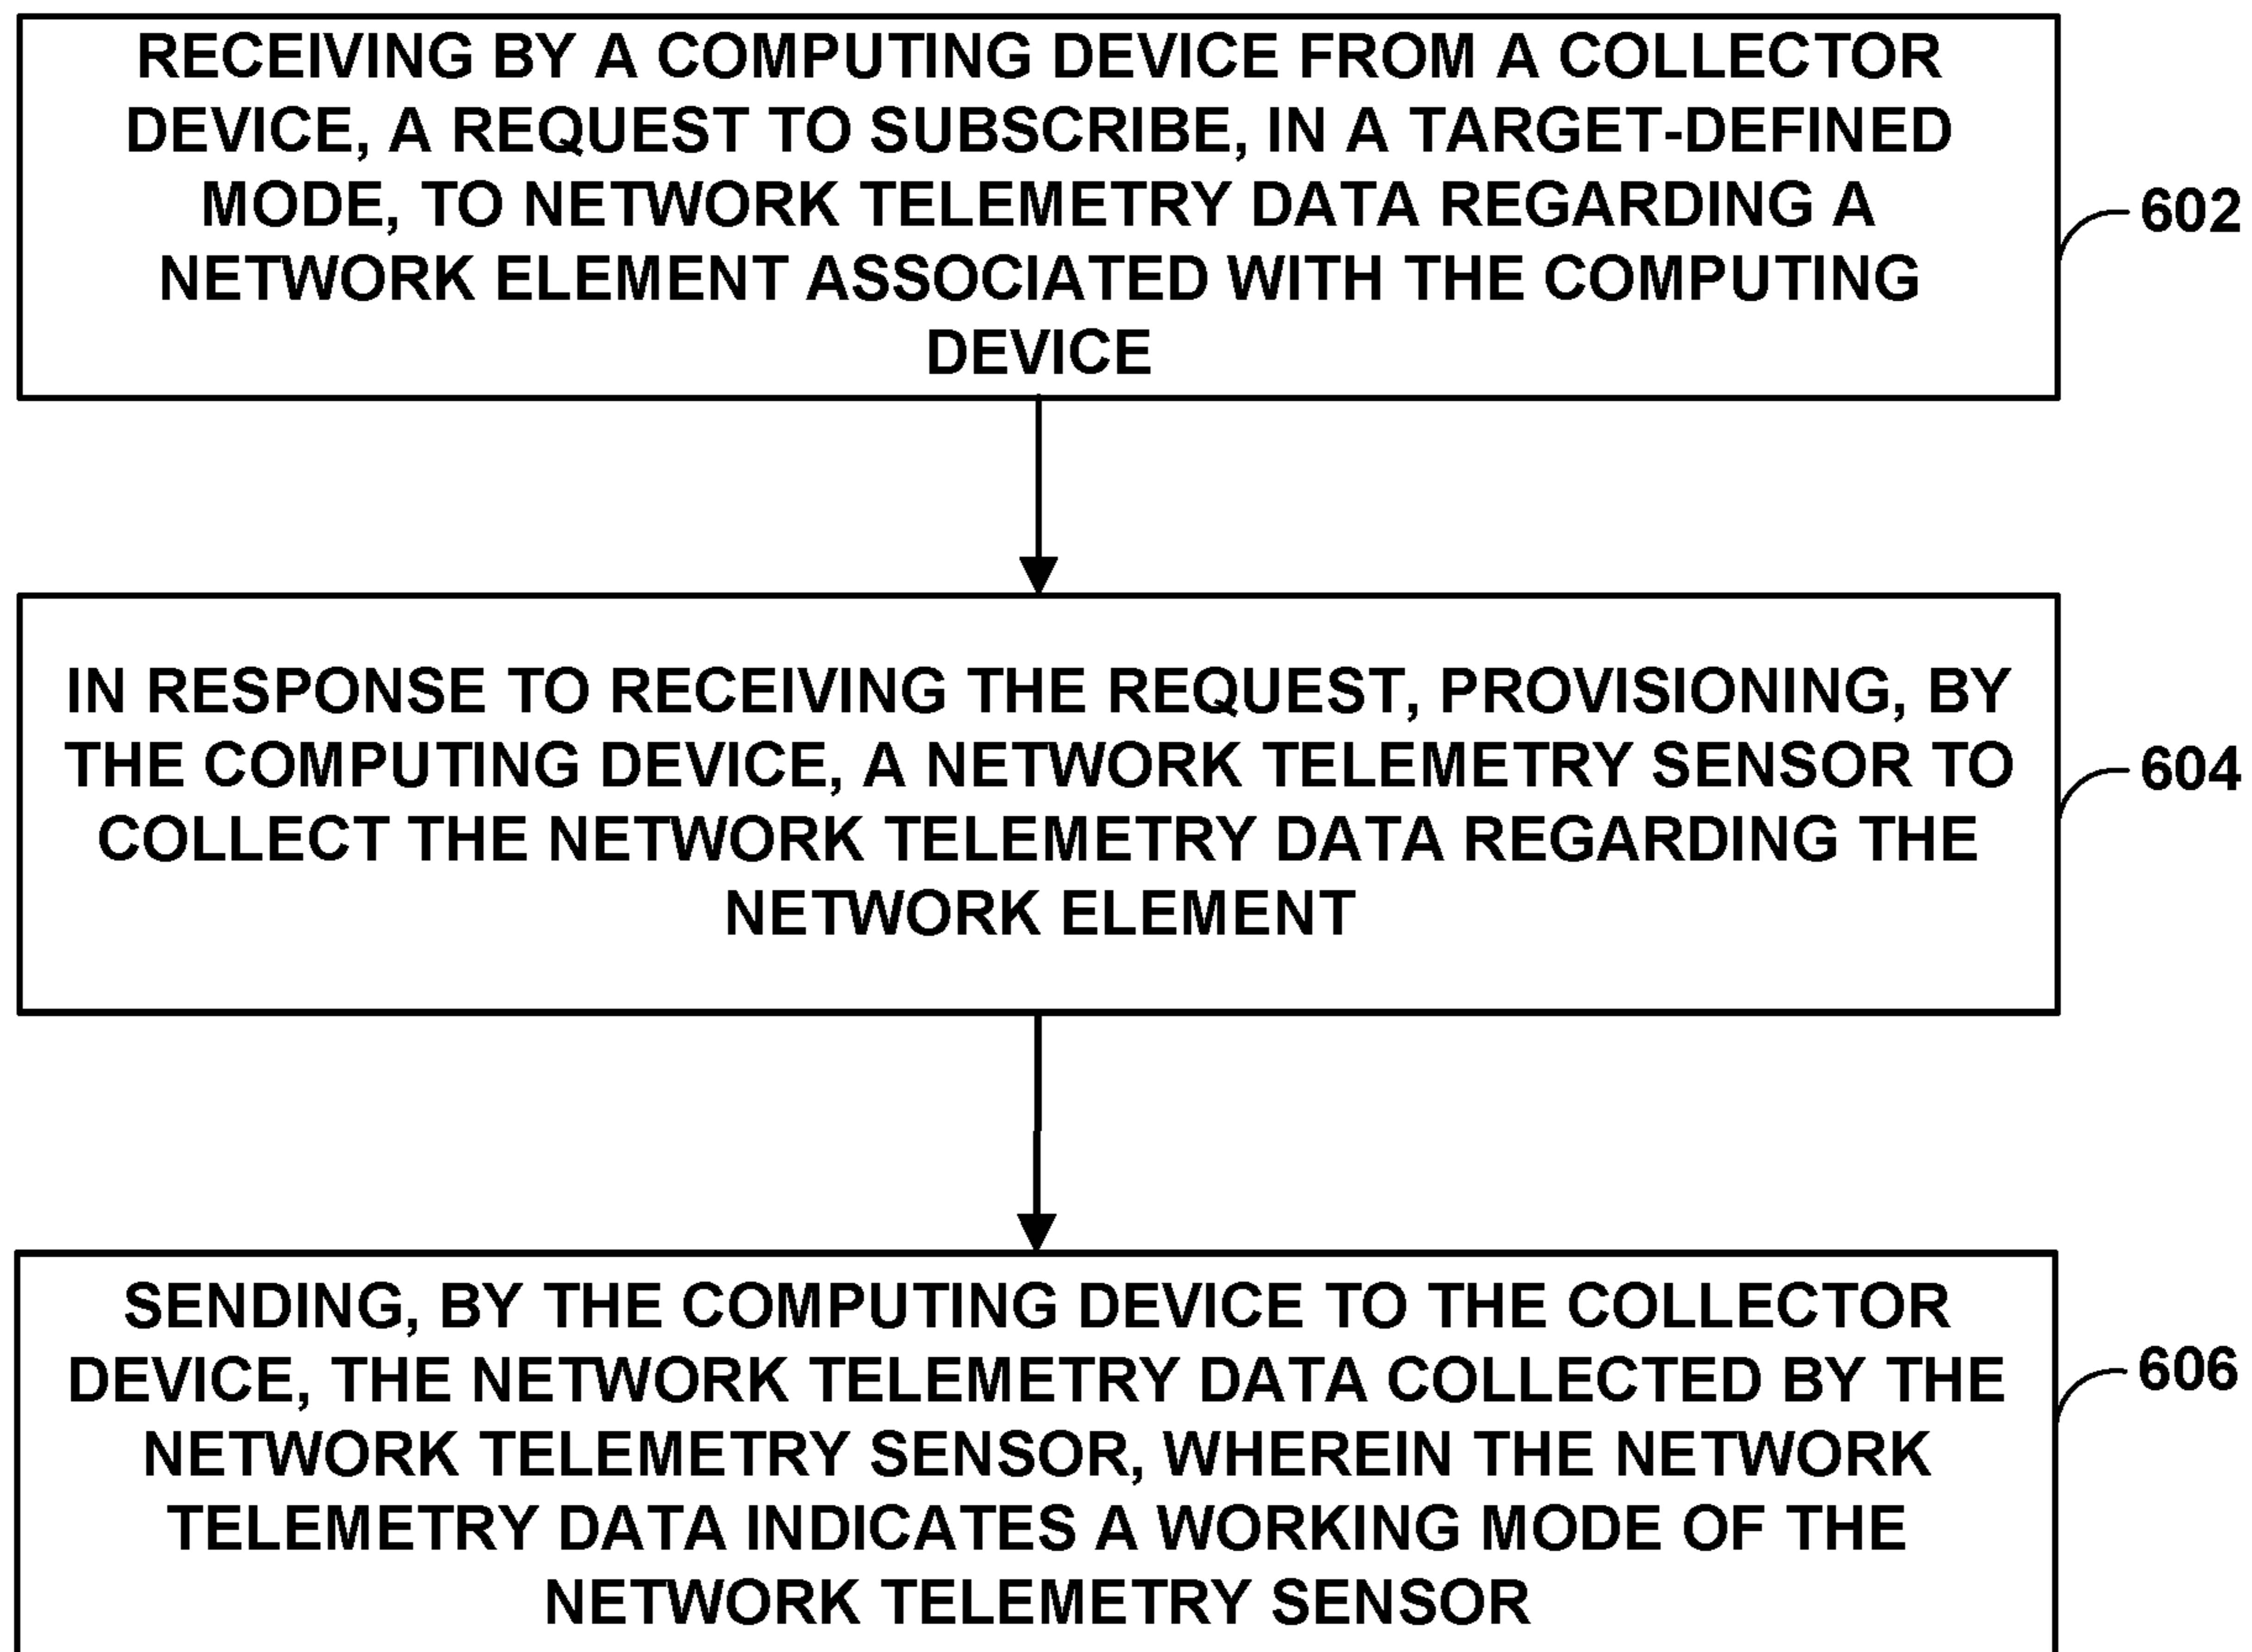 RECEIVING BY A COMPUTING DEVICE FROM A COLLECTOR
DEVICE, A REQUEST TO SUBSCRIBE, IN A TARGET-DEFINED
MODE, TO NETWORK TELEMETRY DATA REGARDING A
NETWORK ELEMENT ASSOCIATED WITH THE COMPUTING
DEVICE
602
IN RESPONSE TO RECEIVING THE REQUEST, PROVISIONING, BY
THE COMPUTING DEVICE, A NETWORK TELEMETRY SENSOR TO
COLLECT THE NETWORK TELEMETRY DATA REGARDING THE
NETWORK ELEMENT
604
SENDING, BY THE COMPUTING DEVICE TO THE COLLECTOR
DEVICE, THE NETWORK TELEMETRY DATA COLLECTED BY THE
NETWORK TELEMETRY SENSOR, WHEREIN THE NETWORK
TELEMETRY DATA INDICATES A WORKING MODE OF THE
NETWORK TELEMETRY SENSOR
606